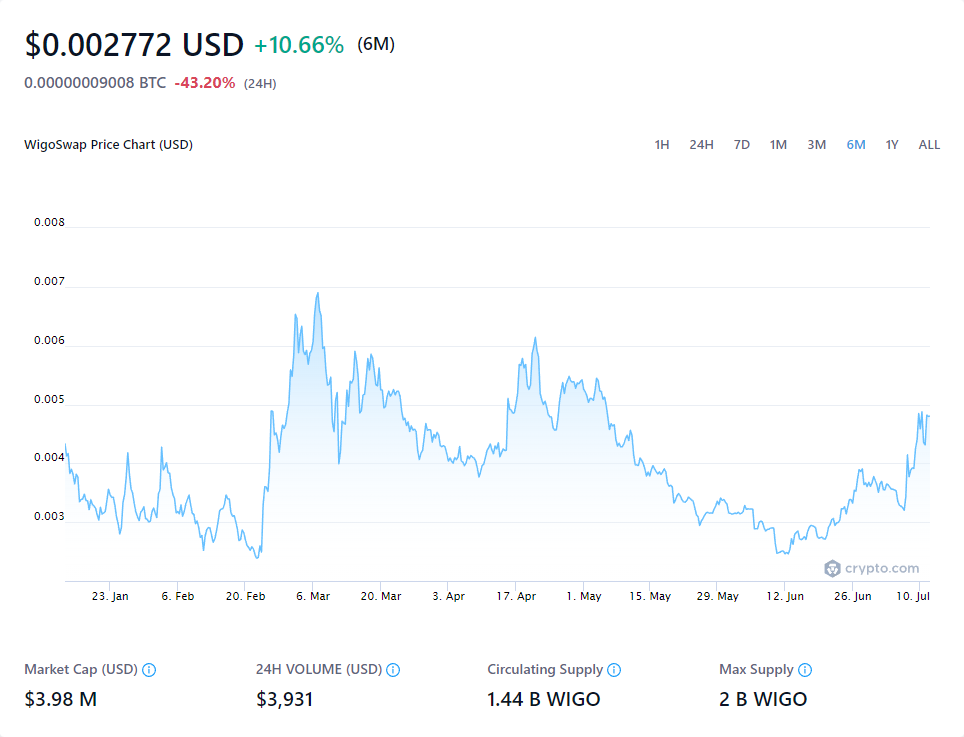 $0.002772 USD +10.66% (6M)
0.00000009008 BTC -43.20% (24H)
WigoSwap Price Chart (USD) 1H 24H 7D 1M 3M 6M 1Y ALL
0.008
0.007
0.006
0.005
0.004
0.003
crypto.com
23. Jan 6. Feb 20. Feb 6. Mar 20. Mar 3. Apr 17. Apr 1. May 15. May 29. May 12. Jun 26. Jun 10. Jul
Market Cap (USD) 24H VOLUME (USD) Circulating Supply Max Supply
$3.98 M $3,931 1.44 B WIGO 2 B WIGO